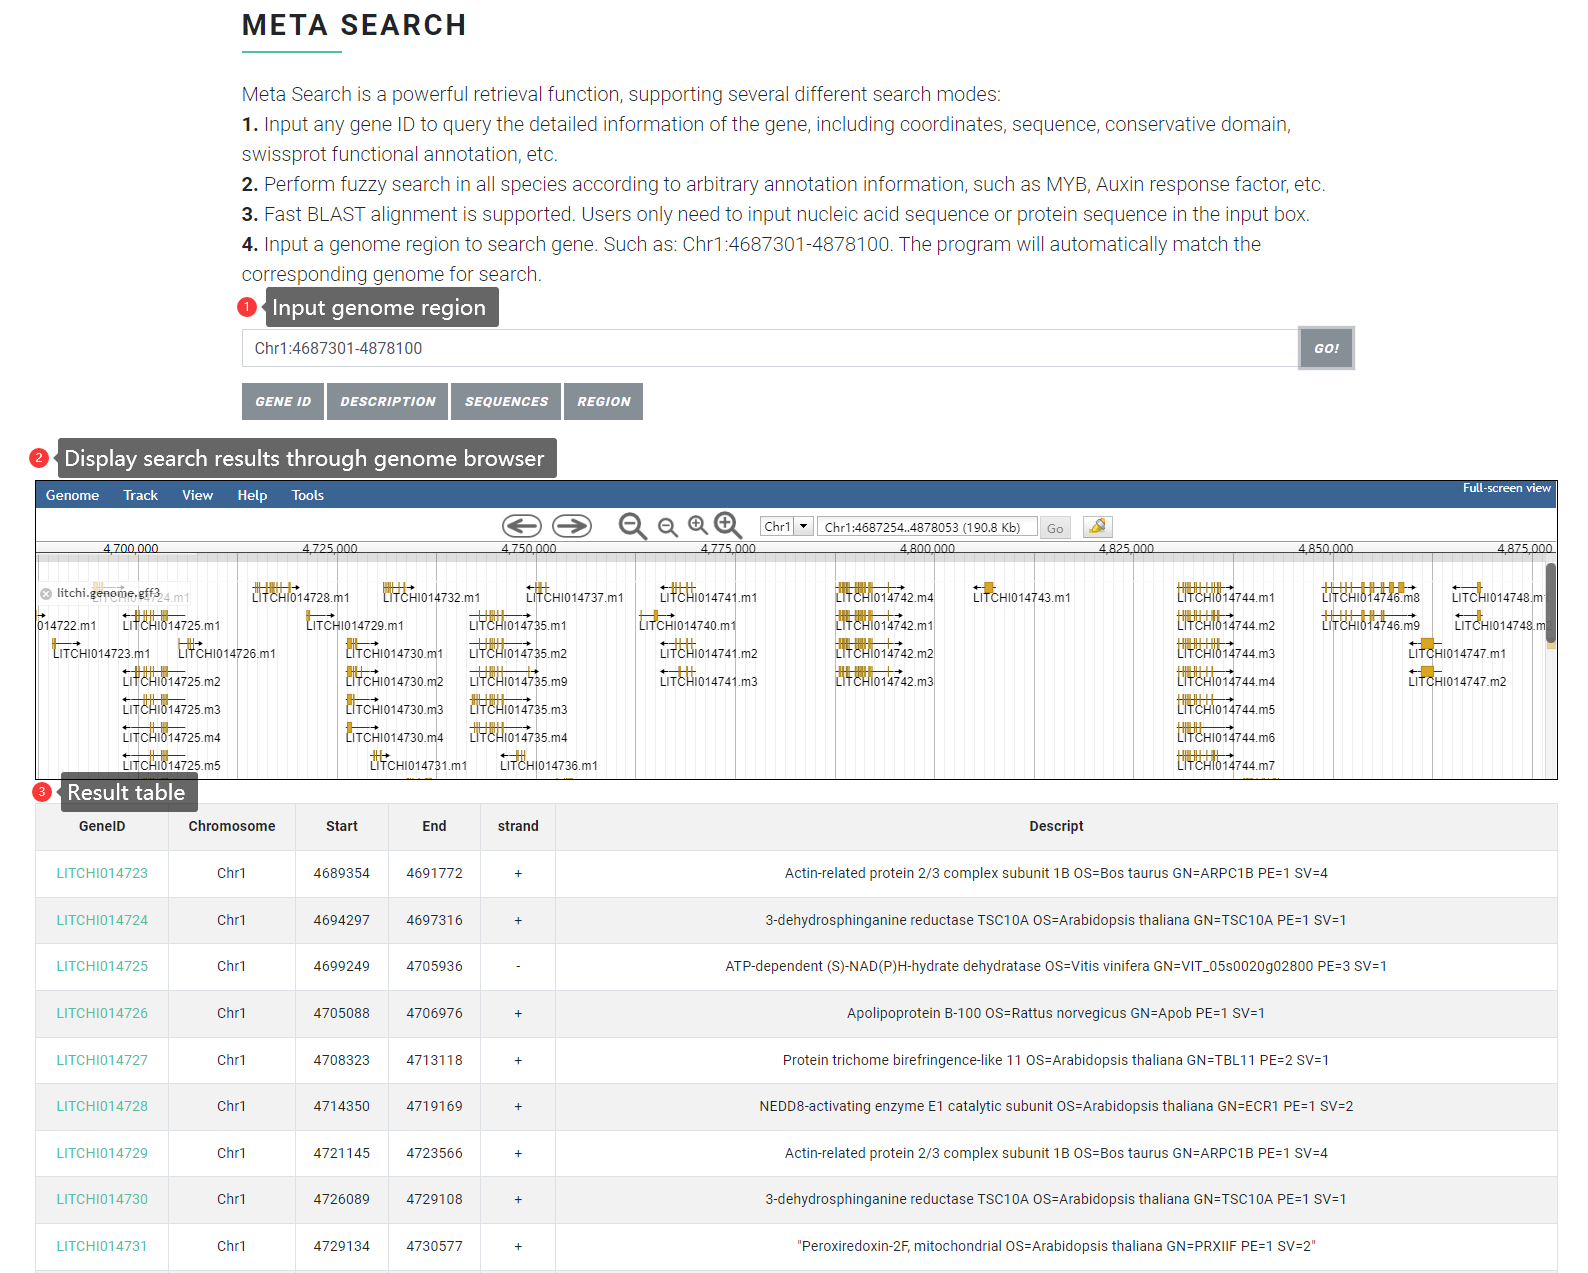 META SEARCH
Meta Search is a powerful retrieval function, supporting several different search modes:
1. Input any gene ID to query the detailed information of the gene, including coordinates, sequence, conservative domain,
swissprot functional annotation, etc.
2. Perform fuzzy search in all species according to arbitrary annotation information, such as MYB, Auxin response factor, etc.
3. Fast BLAST alignment is supported. Users only need to input nucleic acid sequence or protein sequence in the input box.
4. Input a genome region to search gene. Such as: Chr1:4687301-4878100. The program will automatically match the
corresponding genome for search.
1 Input genome region
Chr1:4687301-4878100 GO!
GENE ID DESCRIPTION SEQUENCES REGION
2 Display search results through genome browser
Genome Track View Help Tools Full-screen view
Chr1 Chr1:4687254..4878053 (190.8 Kb) Go
4,700,000 4,725,000 4,750,000 4,775,000 4,800,000 4,825,000 4,850,000 4,875,000
litchi.genome.gff3 24.m1 LITCHI014728.m1 LITCHI014732.m1 LITCHI014737.m1 LITCHI014741.m1 LITCHI014742.m4 LITCHI014743.m1 LITCHI014744.m1 LITCHI014746.m8 LITCHI014748.m
014722.m1 LITCHI014725.m1 LITCHI014729.m1 LITCHI014735.m1 LITCHI014740.m1 LITCHI014742.m1 LITCHI014744.m2 LITCHI014746.m9 LITCHI014748.m2
LITCHI014723.m1 LITCHI014726.m1 LITCHI014730.m1 LITCHI014735.m2 LITCHI014741.m2 LITCHI014742.m2 LITCHI014744.m3 LITCHI014747.m1
LITCHI014725.m2 LITCHI014730.m2 LITCHI014735.m9 LITCHI014741.m3 LITCHI014742.m3 LITCHI014744.m4 LITCHI014747.m2
LITCHI014725.m3 LITCHI014730.m3 LITCHI014735.m3 LITCHI014744.m5
LITCHI014725.m4 LITCHI014730.m4 LITCHI014735.m4 LITCHI014744.m6
LITCHI014725.m5 LITCHI014731.m1 LITCHI014736.m1 LITCHI014744.m7
3 Result table
GeneID Chromosome Start End strand Descript
LITCHI014723 Chr1 4689354 4691772 + Actin-related protein 2/3 complex subunit 1B OS=Bos taurus GN=ARPC1B PE=1 SV=4
LITCHI014724 Chr1 4694297 4697316 + 3-dehydrosphinganine reductase TSC10A OS=Arabidopsis thaliana GN=TSC10A PE=1 SV=1
LITCHI014725 Chr1 4699249 4705936 - ATP-dependent (S)-NAD(P)H-hydrate dehydratase OS=Vitis vinifera GN=VIT_05s0020g02800 PE=3 SV=1
LITCHI014726 Chr1 4705088 4706976 + Apolipoprotein B-100 OS=Rattus norvegicus GN=Apob PE=1 SV=1
LITCHI014727 Chr1 4708323 4713118 + Protein trichome birefringence-like 11 OS=Arabidopsis thaliana GN=TBL11 PE=2 SV=1
LITCHI014728 Chr1 4714350 4719169 + NEDD8-activating enzyme E1 catalytic subunit OS=Arabidopsis thaliana GN=ECR1 PE=1 SV=2
LITCHI014729 Chr1 4721145 4723566 + Actin-related protein 2/3 complex subunit 1B OS=Bos taurus GN=ARPC1B PE=1 SV=4
LITCHI014730 Chr1 4726089 4729108 + 3-dehydrosphinganine reductase TSC10A OS=Arabidopsis thaliana GN=TSC10A PE=1 SV=1
LITCHI014731 Chr1 4729134 4730577 + "Peroxiredoxin-2F, mitochondrial OS=Arabidopsis thaliana GN=PRXIIF PE=1 SV=2"